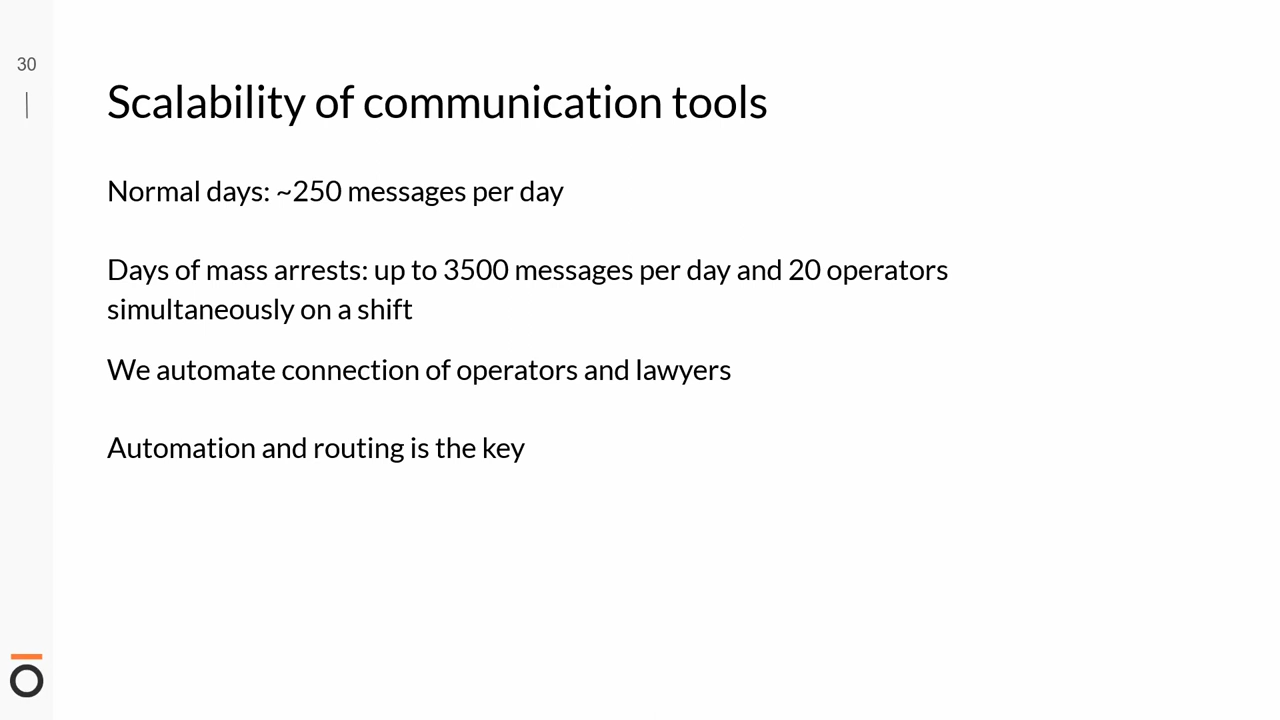 30
Scalability of communication tools
Normal days: ~250 messages per day
Days of mass arrests: up to 3500 messages per day and 20 operators
simultaneously on a shift
We automate connection of operators and lawyers
Automation and routing is the key